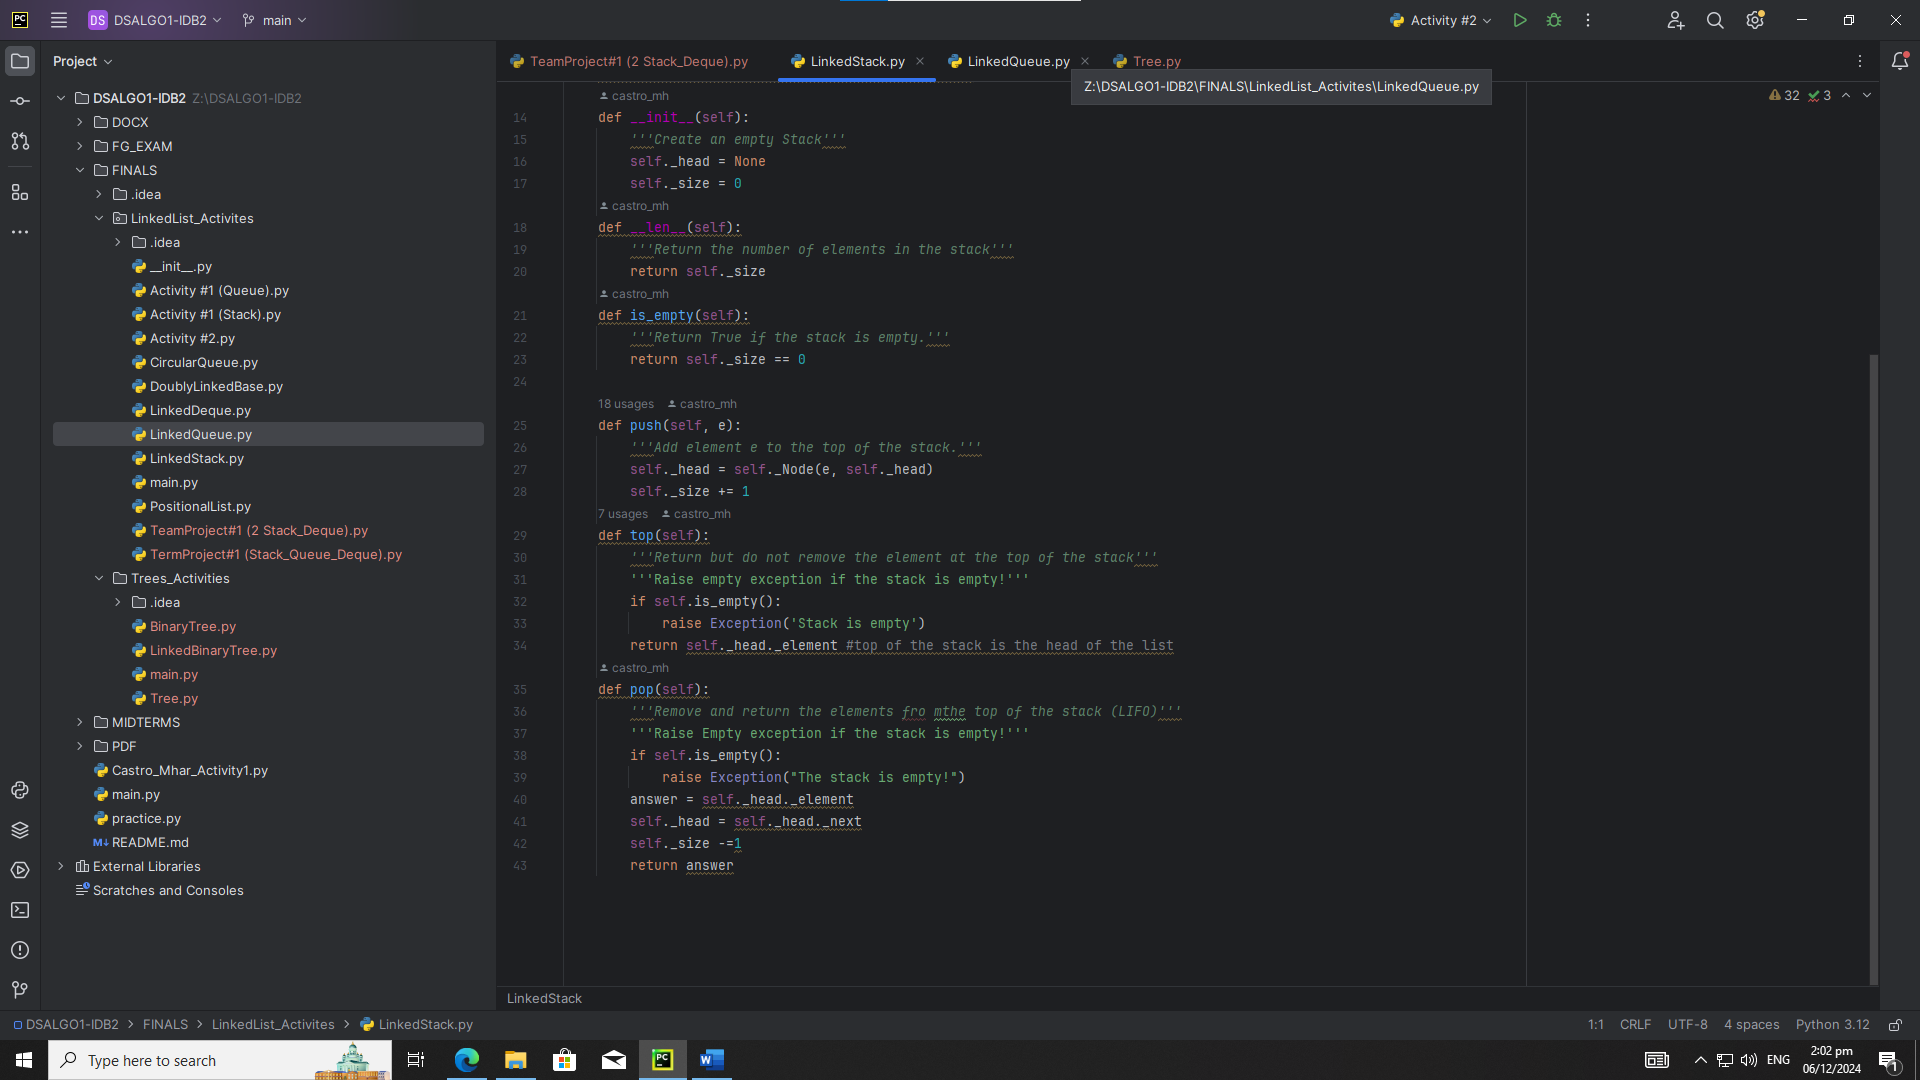 PC
DS DSALGO1-IDB2
main
Activity #2
Project
TeamProject#1 (2 Stack_Deque).py
LinkedStack.py
LinkedQueue.py
Tree.py
Z:\DSALGO1-IDB2\FINALS\LinkedList_Activites\LinkedQueue.py
32
3
DSALGO1-IDB2 Z:\DSALGO1-IDB2
DOCX
FG_EXAM
FINALS
.idea
LinkedList_Activites
.idea
__init__.py
Activity #1 (Queue).py
Activity #1 (Stack).py
Activity #2.py
CircularQueue.py
DoublyLinkedBase.py
LinkedDeque.py
LinkedQueue.py
LinkedStack.py
main.py
PositionalList.py
TeamProject#1 (2 Stack_Deque).py
TermProject#1 (Stack_Queue_Deque).py
Trees_Activities
.idea
BinaryTree.py
LinkedBinaryTree.py
main.py
Tree.py
MIDTERMS
PDF
Castro_Mhar_Activity1.py
main.py
practice.py
M↓ README.md
External Libraries
Scratches and Consoles
castro_mh
14 def __init__(self):
15 '''Create an empty Stack'''
16 self._head = None
17 self._size = 0
castro_mh
18 def __len__(self):
19 '''Return the number of elements in the stack'''
20 return self._size
castro_mh
21 def is_empty(self):
22 '''Return True if the stack is empty.'''
23 return self._size == 0
24
18 usages castro_mh
25 def push(self, e):
26 '''Add element e to the top of the stack.'''
27 self._head = self._Node(e, self._head)
28 self._size += 1
7 usages castro_mh
29 def top(self):
30 '''Return but do not remove the element at the top of the stack'''
31 '''Raise empty exception if the stack is empty!'''
32 if self.is_empty():
33 raise Exception('Stack is empty')
34 return self._head._element #top of the stack is the head of the list
castro_mh
35 def pop(self):
36 '''Remove and return the elements fro mthe top of the stack (LIFO)'''
37 '''Raise Empty exception if the stack is empty!'''
38 if self.is_empty():
39 raise Exception("The stack is empty!")
40 answer = self._head._element
41 self._head = self._head._next
42 self._size -=1
43 return answer
LinkedStack
DSALGO1-IDB2 > FINALS > LinkedList_Activites > LinkedStack.py
1:1 CRLF UTF-8 4 spaces Python 3.12
Type here to search
PC
W
ENG
2:02 pm
06/12/2024
1